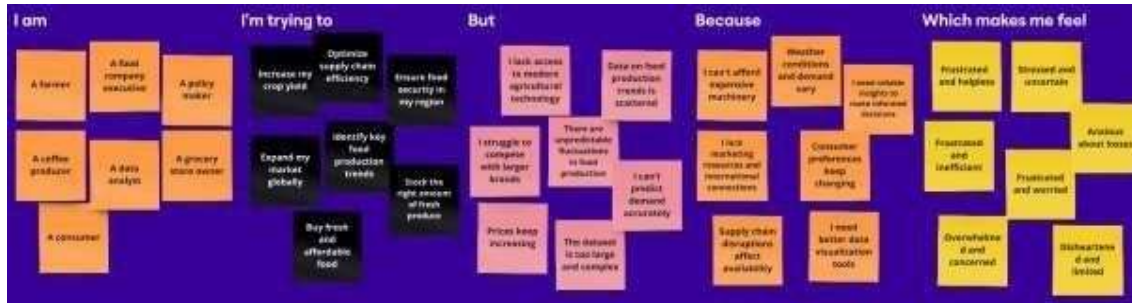 I am
I'm trying to
But
Because
Which makes me feel
A farmer
A food
company
executive
A policy
maker
A coffee
producer
A data
analyst
A grocery
store owner
A consumer
Increase my
crop yield
Optimize
supply chain
efficiency
Ensure food
security in
my region
Expand my
market
globally
Identify key
food
production
trends
Stock the
right amount
of fresh
produce
Buy fresh
and
affordable
food
I lack access
to modern
agricultural
technology
Data on food
production
trends is
scattered
I struggle to
compete
with larger
brands
There are
unpredictable
fluctuations
in food
production
I can't
predict
demand
accurately
Prices keep
increasing
The dataset
is too large
and complex
I can't afford
expensive
machinery
Weather
conditions
and demand
vary
I need reliable
insights to
make informed
decisions
I lack
marketing
resources and
international
connections
Consumer
preferences
keep
changing
Supply chain
disruptions
affect
availability
I need
better data
visualization
tools
Frustrated
and helpless
Stressed and
uncertain
Anxious
about losses
Frustrated
and
inefficient
Frustrated
and worried
Overwhelme
d and
concerned
Dishearten
ed and
limited